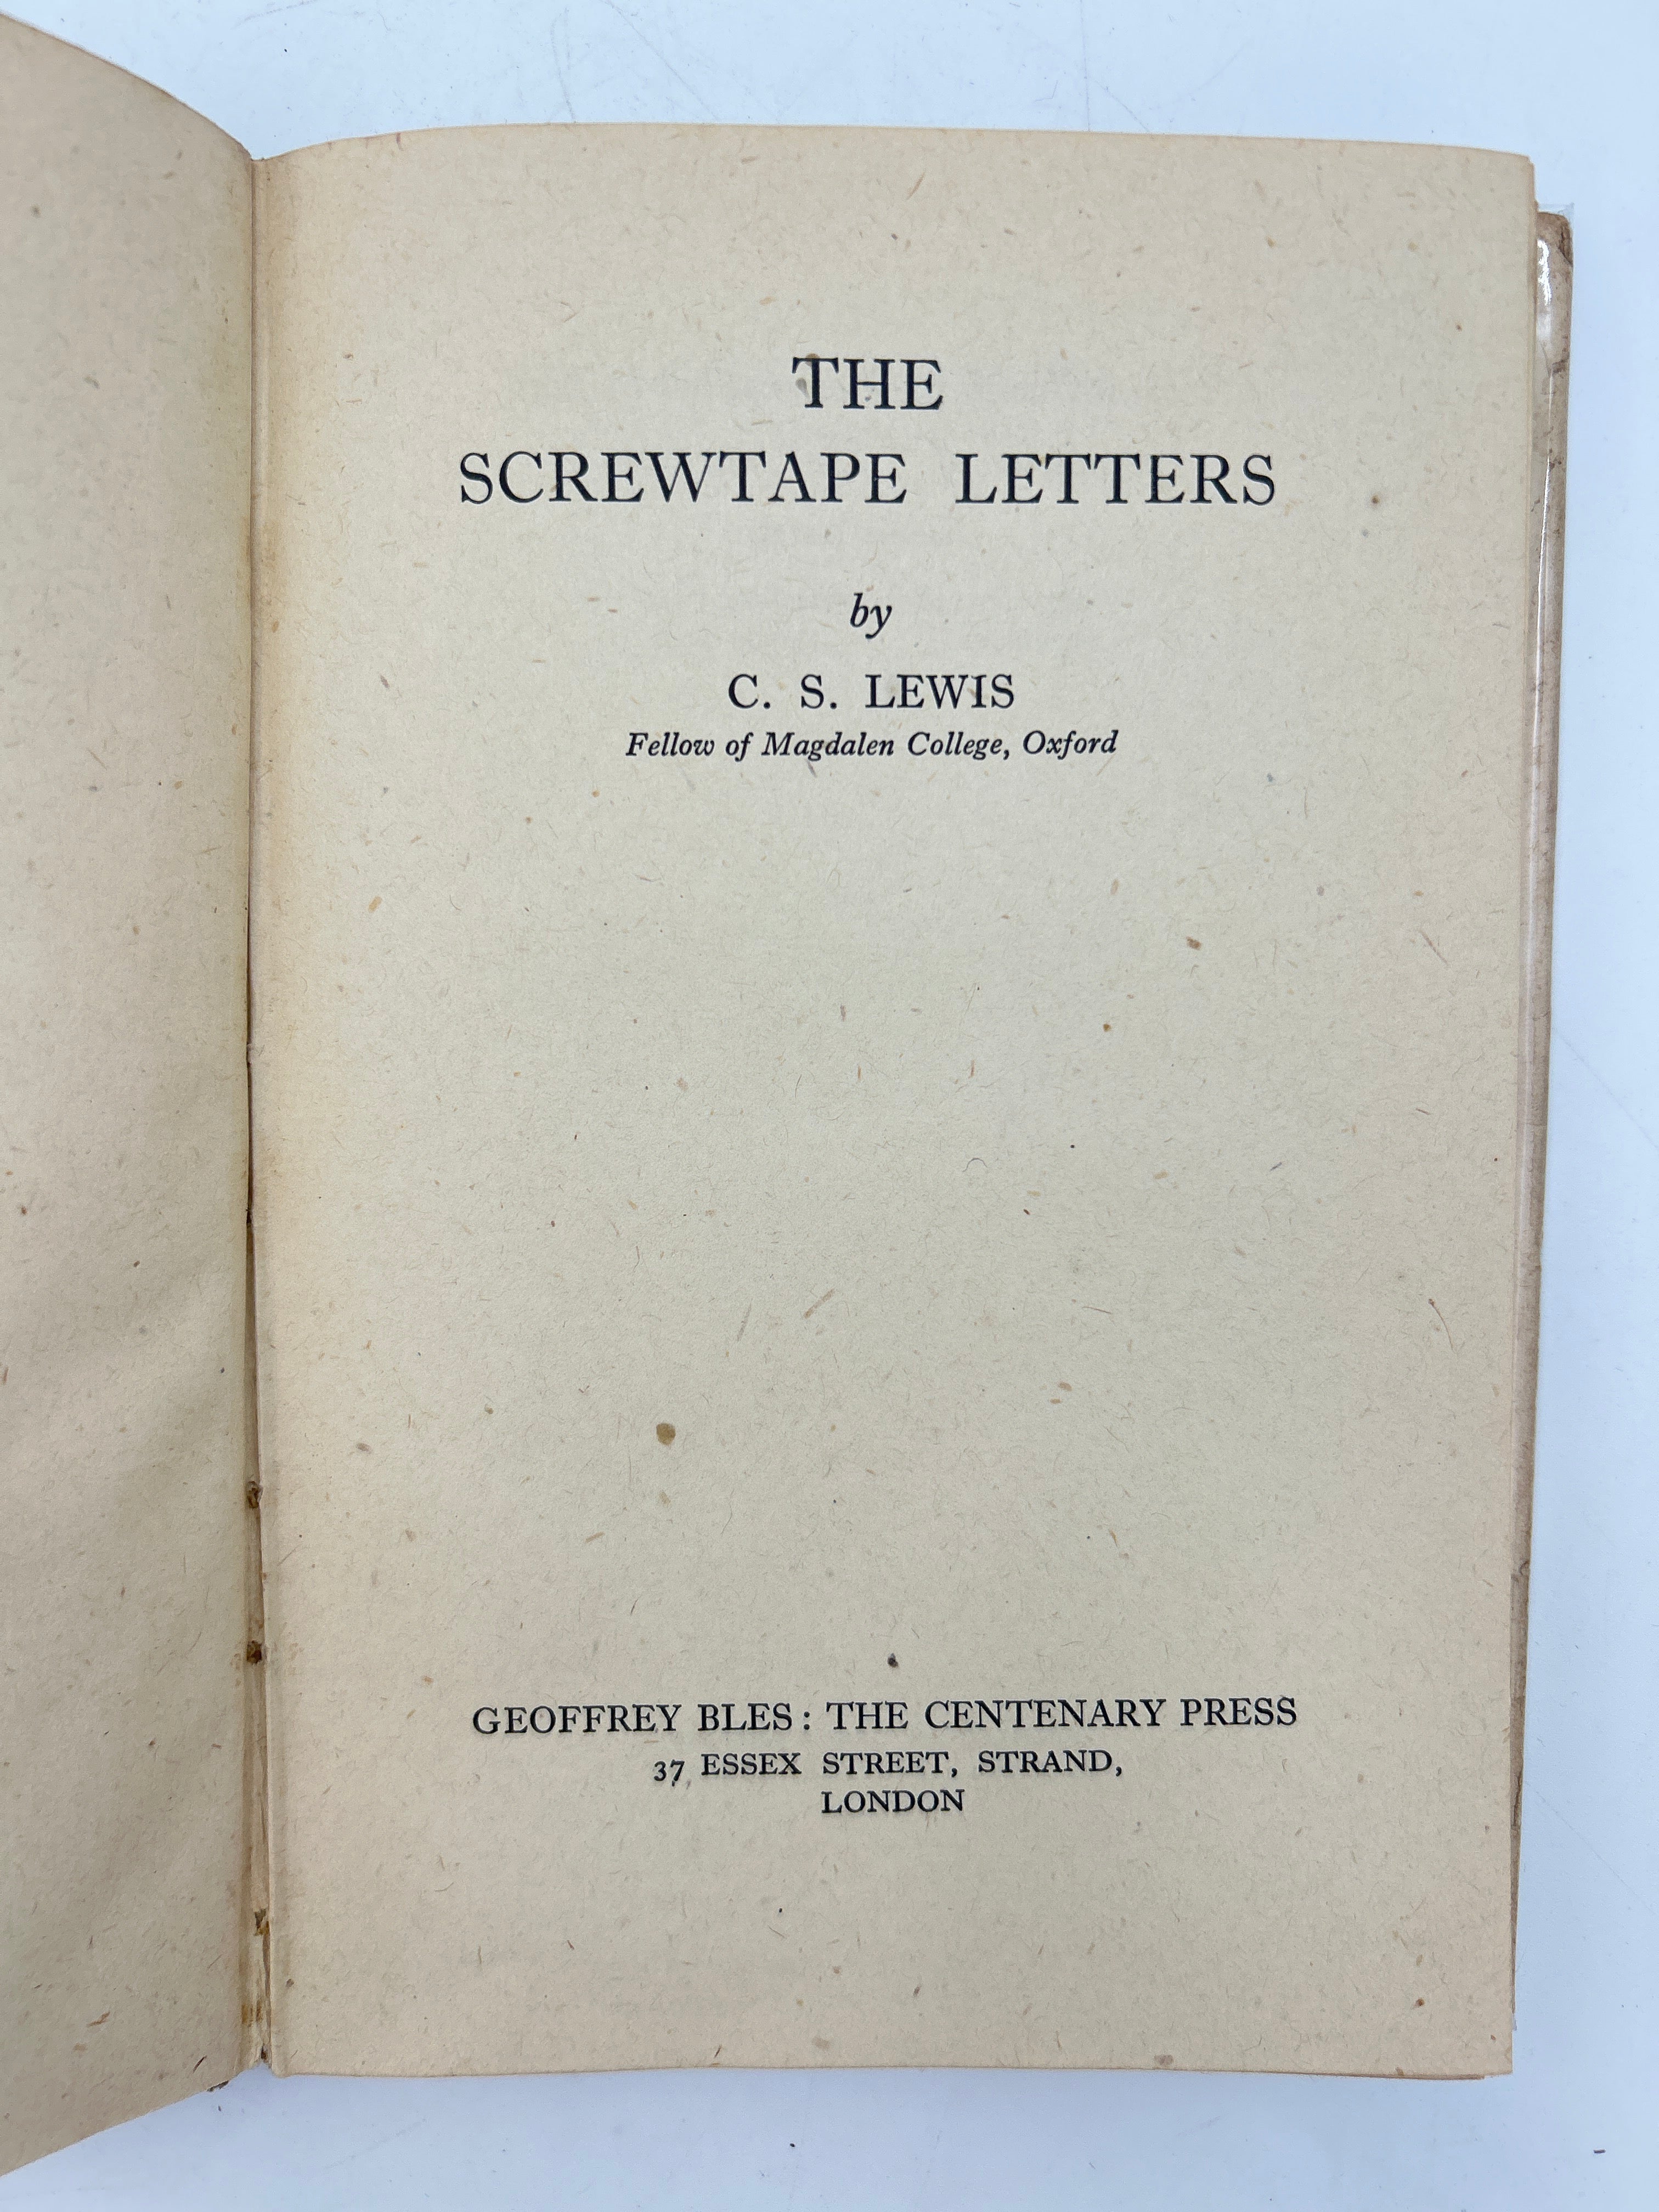 THE
SCREWTAPE LETTERS
by
C. S. LEWIS
Fellow of Magdalen College, Oxford
GEOFFREY BLES: THE CENTENARY PRESS
37 ESSEX STREET, STRAND,
LONDON